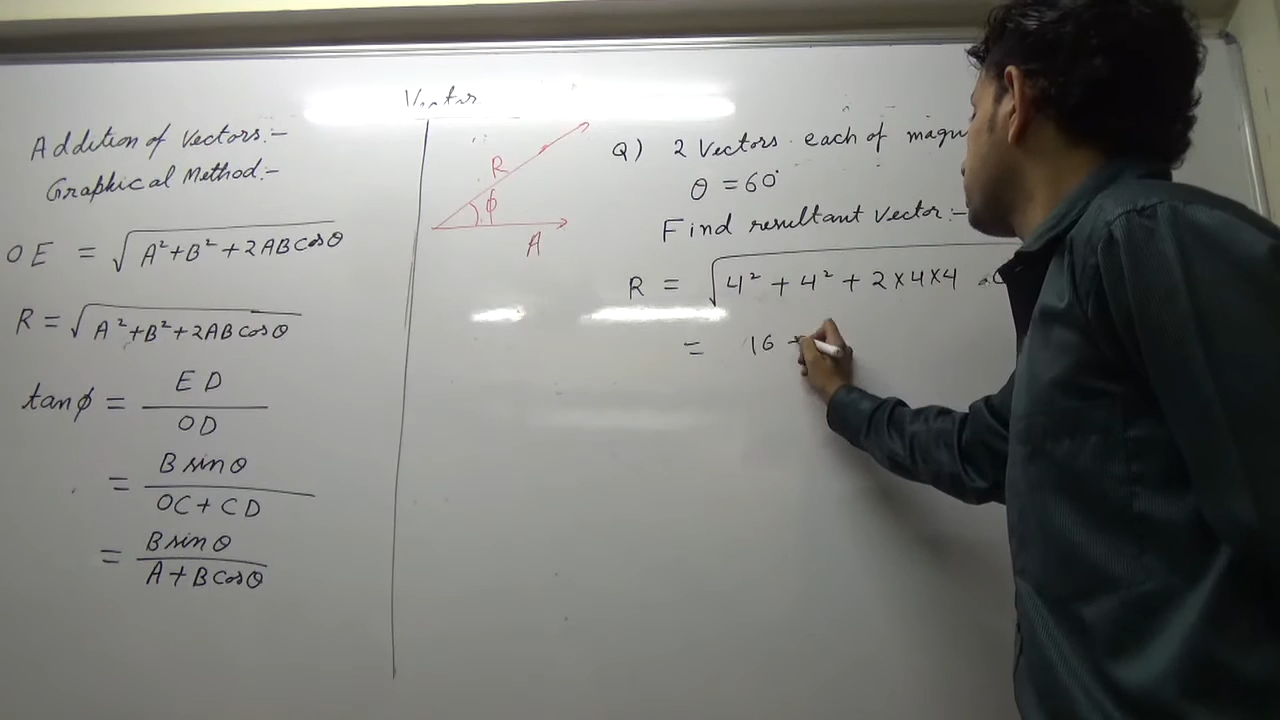 Vector
Addition of Vectors:-
Graphical Method:-
OE = √A²+B²+2ABcosθ
R = √A²+B²+2ABcosθ
tanϕ = ED/OD
= Bsinθ/OC+CD
= Bsinθ/A+Bcosθ
R
ϕ
A
Q) 2 Vectors each of
θ = 60°
Find resultant Vector:-
R = √4²+4²+2×4×4
= 16 +